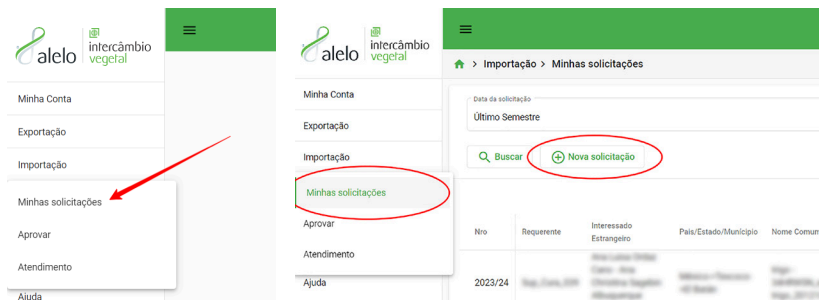 alelo
intercâmbio
vegetal
Minha Conta
Exportação
Importação
Minhas solicitações
Aprovar
Atendimento
Ajuda
alelo
intercâmbio
vegetal
Importação > Minhas solicitações
Minha Conta
Exportação
Importação
Minhas solicitações
Aprovar
Atendimento
Ajuda
Data da solicitação
Último Semestre
Buscar
Nova solicitação
Nro
Requerente
Interessado
Estrangeiro
Pais/Estado/Município
Nome Comum
2023/24